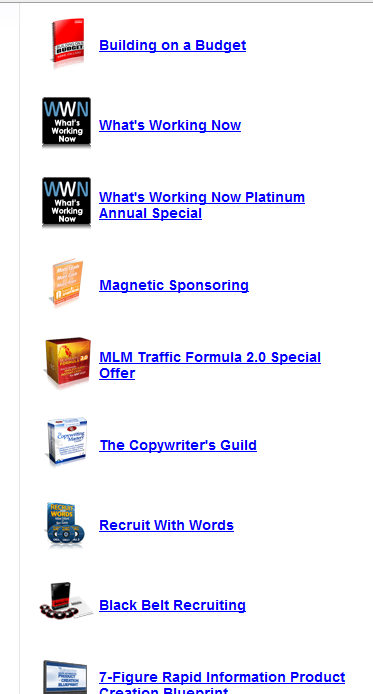 BUDGET
Building on a Budget
WWN
What's
Working
Now
What's Working Now
WWN
What's
Working
Now
What's Working Now Platinum
Annual Special
Magnetic Sponsoring
MLM Traffic Formula 2.0 Special
Offer
The Copywriter's Guild
RECRUIT
WORDS
Recruit With Words
Black Belt Recruiting
PRODUCT
CREATION
BLUEPRINT
7-Figure Rapid Information Product
Creation Blueprint